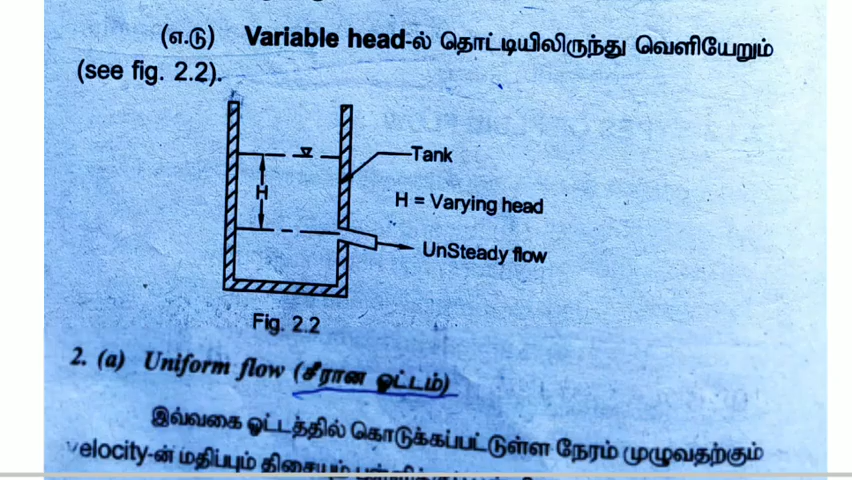 (எ.டு) Variable head-ல் தொட்டியிலிருந்து வெளியேறும்
(see fig. 2.2).
Tank
H
H = Varying head
UnSteady flow
Fig. 2.2
2. (a) Uniform flow (சீரான ஓட்டம்)
இவ்வகை ஓட்டத்தில் கொடுக்கப்பட்டுள்ள நேரம் முழுவதற்கும்
velocity-ன் மதிப்பும் திசையும்